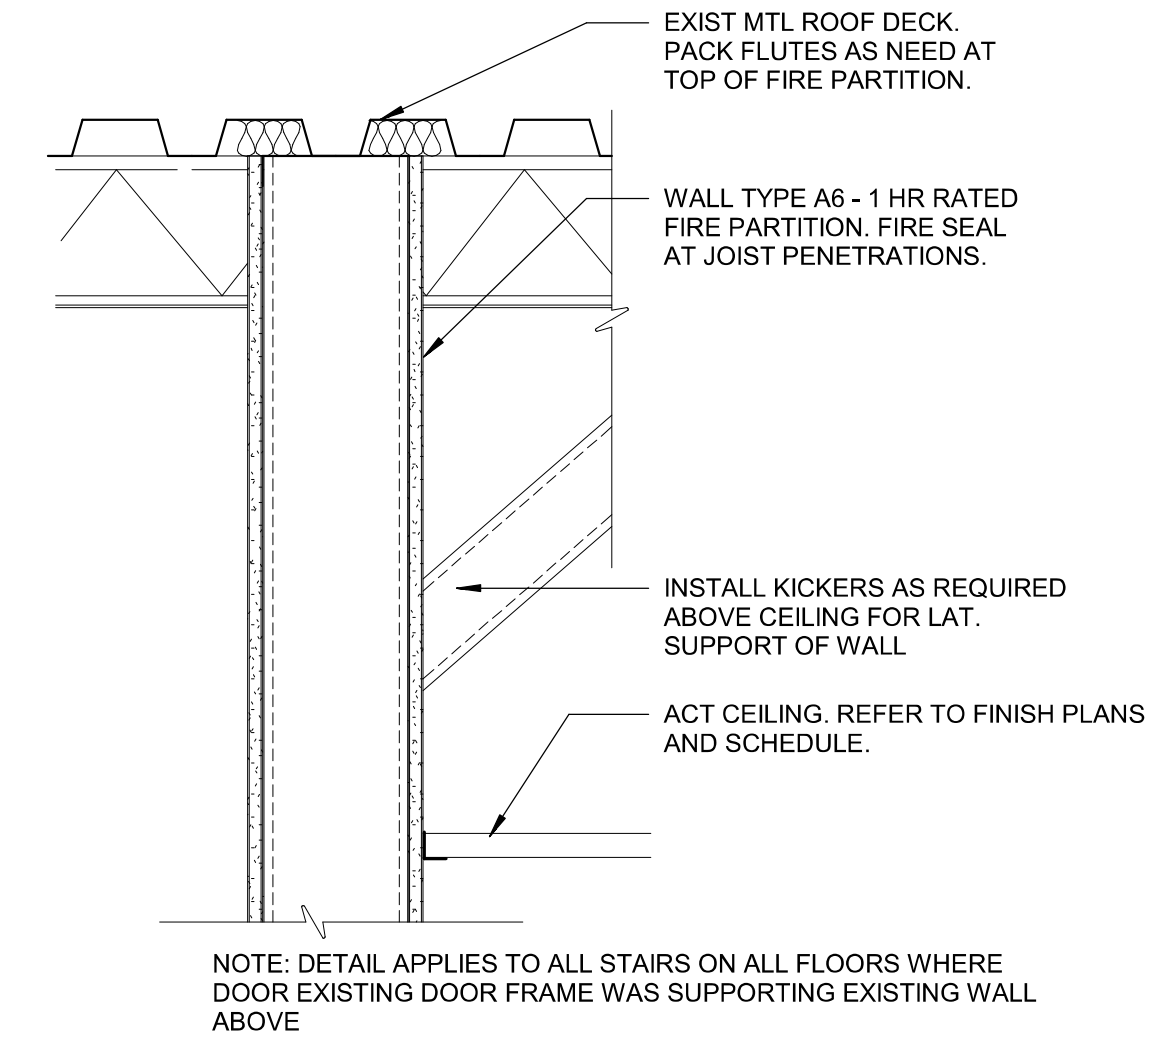 EXIST MTL ROOF DECK.
PACK FLUTES AS NEED AT
TOP OF FIRE PARTITION.
WALL TYPE A6 - 1 HR RATED
FIRE PARTITION. FIRE SEAL
AT JOIST PENETRATIONS.
INSTALL KICKERS AS REQUIRED
ABOVE CEILING FOR LAT.
SUPPORT OF WALL
ACT CEILING. REFER TO FINISH PLANS
AND SCHEDULE.
NOTE: DETAIL APPLIES TO ALL STAIRS ON ALL FLOORS WHERE
DOOR EXISTING DOOR FRAME WAS SUPPORTING EXISTING WALL
ABOVE